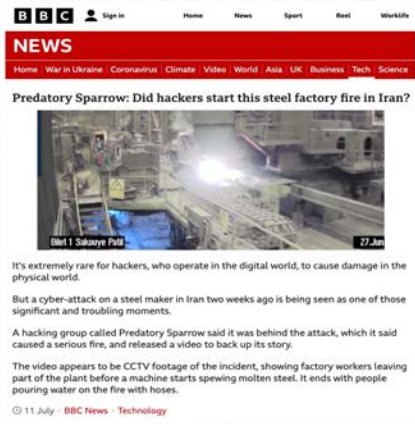 BBC Sign in Home News Sport Reel Worklife
NEWS
Home War in Ukraine Coronavirus Climate Video World Asia UK Business Tech Science
Predatory Sparrow: Did hackers start this steel factory fire in Iran?
Billet 1 Sakouye Patil 27.Jun
It's extremely rare for hackers, who operate in the digital world, to cause damage in the
physical world.
But a cyber-attack on a steel maker in Iran two weeks ago is being seen as one of those
significant and troubling moments.
A hacking group called Predatory Sparrow said it was behind the attack, which it said
caused a serious fire, and released a video to back up its story.
The video appears to be CCTV footage of the incident, showing factory workers leaving
part of the plant before a machine starts spewing molten steel. It ends with people
pouring water on the fire with hoses.
11 July · BBC News · Technology